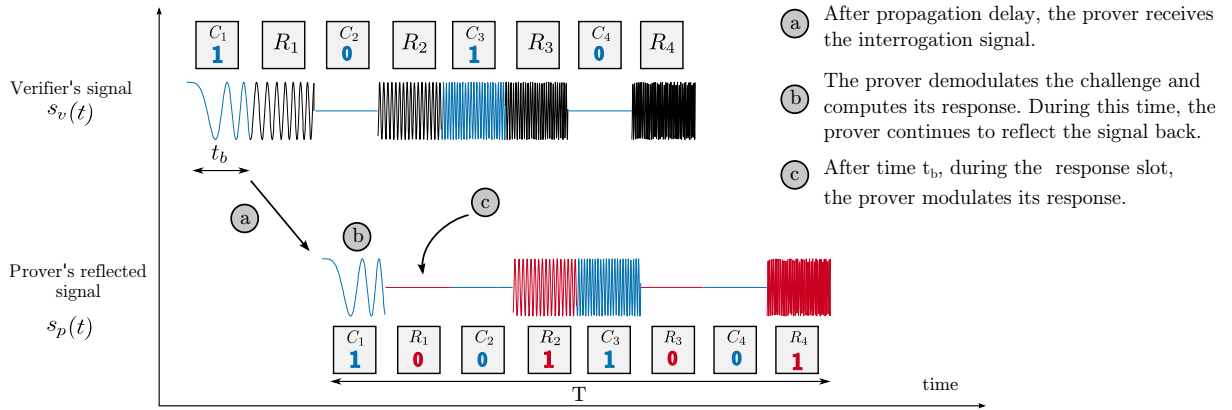 C1 R1 C2 R2 C3 R3 C4 R4
1 0 1 0
Verifier's signal
sv(t)
tb
a
b
c
Prover's reflected
signal
sp(t)
C1 R1 C2 R2 C3 R3 C4 R4
1 0 0 1 1 0 0 1
T
time
a After propagation delay, the prover receives
the interrogation signal.
b The prover demodulates the challenge and
computes its response. During this time, the
prover continues to reflect the signal back.
c After time tb, during the response slot,
the prover modulates its response.